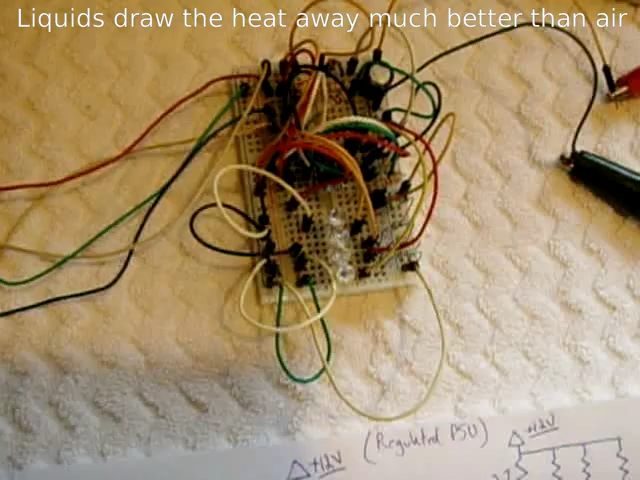 Liquids draw the heat away much better than air
+12V (Regulated PSU)
+12V